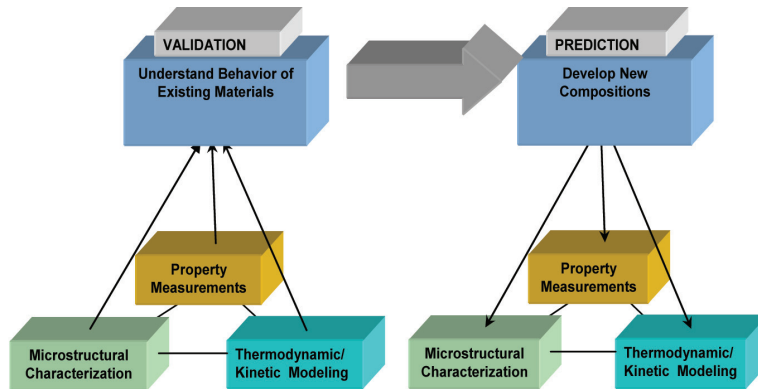 VALIDATION
Understand Behavior of
Existing Materials
Property
Measurements
Microstructural
Characterization
Thermodynamic/
Kinetic Modeling
PREDICTION
Develop New
Compositions
Property
Measurements
Microstructural
Characterization
Thermodynamic/
Kinetic Modeling